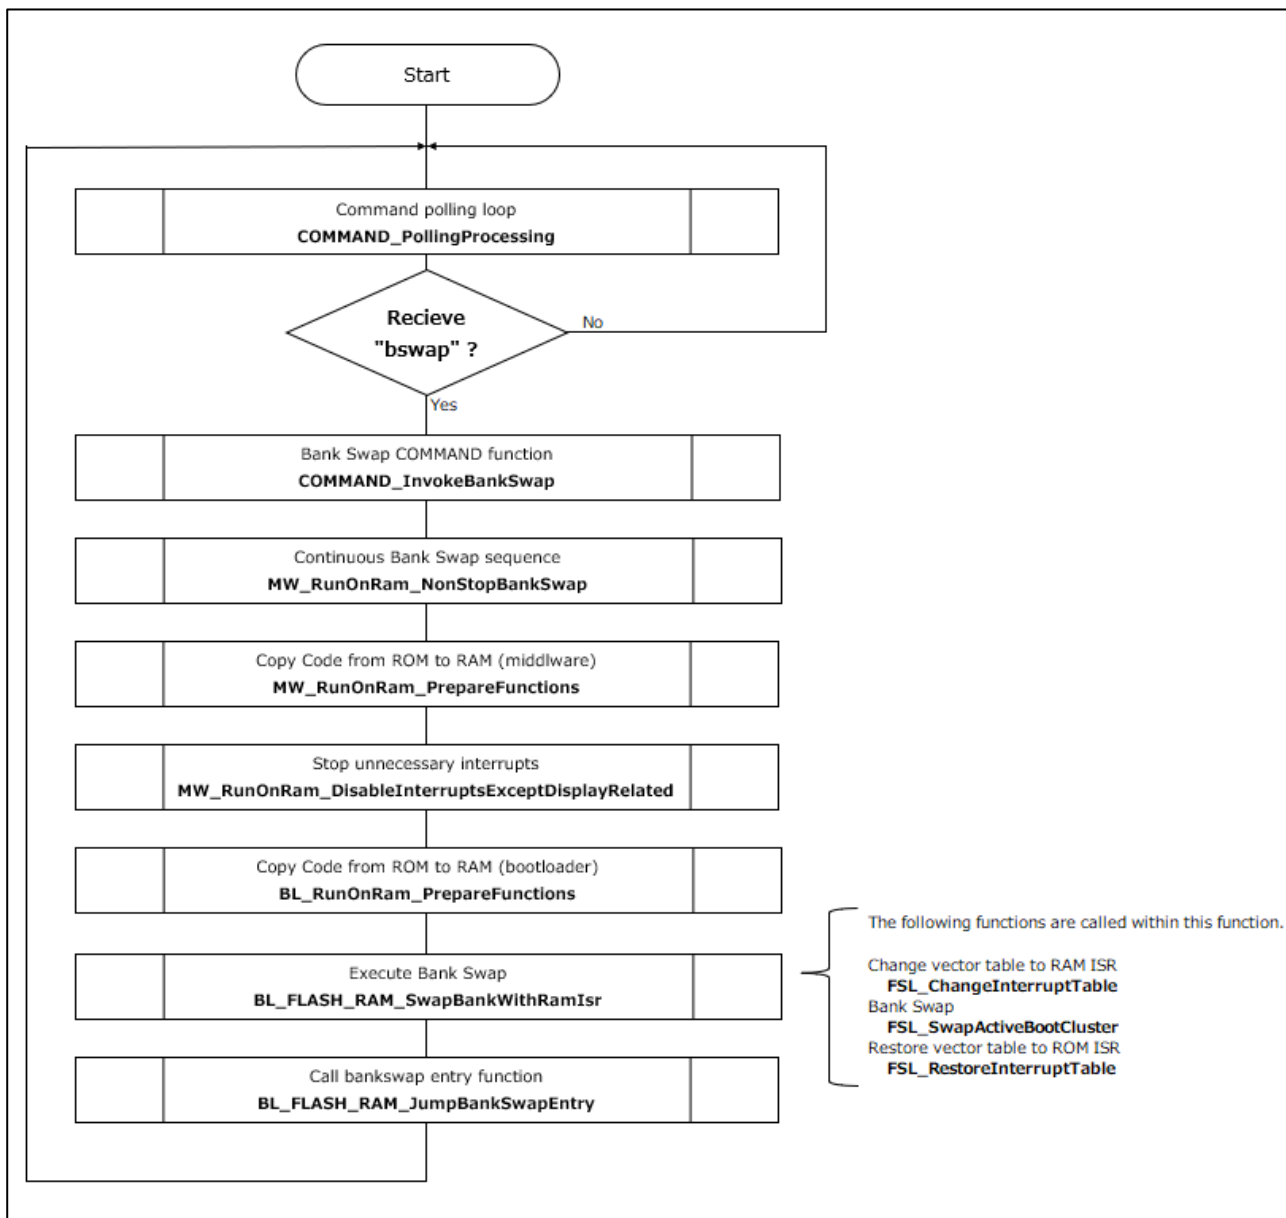 Start
Command polling loop
COMMAND_PollingProcessing
Recieve
"bswap" ?
No
Yes
Bank Swap COMMAND function
COMMAND_InvokeBankSwap
Continuous Bank Swap sequence
MW_RunOnRam_NonStopBankSwap
Copy Code from ROM to RAM (middlware)
MW_RunOnRam_PrepareFunctions
Stop unnecessary interrupts
MW_RunOnRam_DisableInterruptsExceptDisplayRelated
Copy Code from ROM to RAM (bootloader)
BL_RunOnRam_PrepareFunctions
Execute Bank Swap
BL_FLASH_RAM_SwapBankWithRamIsr
The following functions are called within this function.
Change vector table to RAM ISR
FSL_ChangeInterruptTable
Bank Swap
FSL_SwapActiveBootCluster
Restore vector table to ROM ISR
FSL_RestoreInterruptTable
Call bankswap entry function
BL_FLASH_RAM_JumpBankSwapEntry